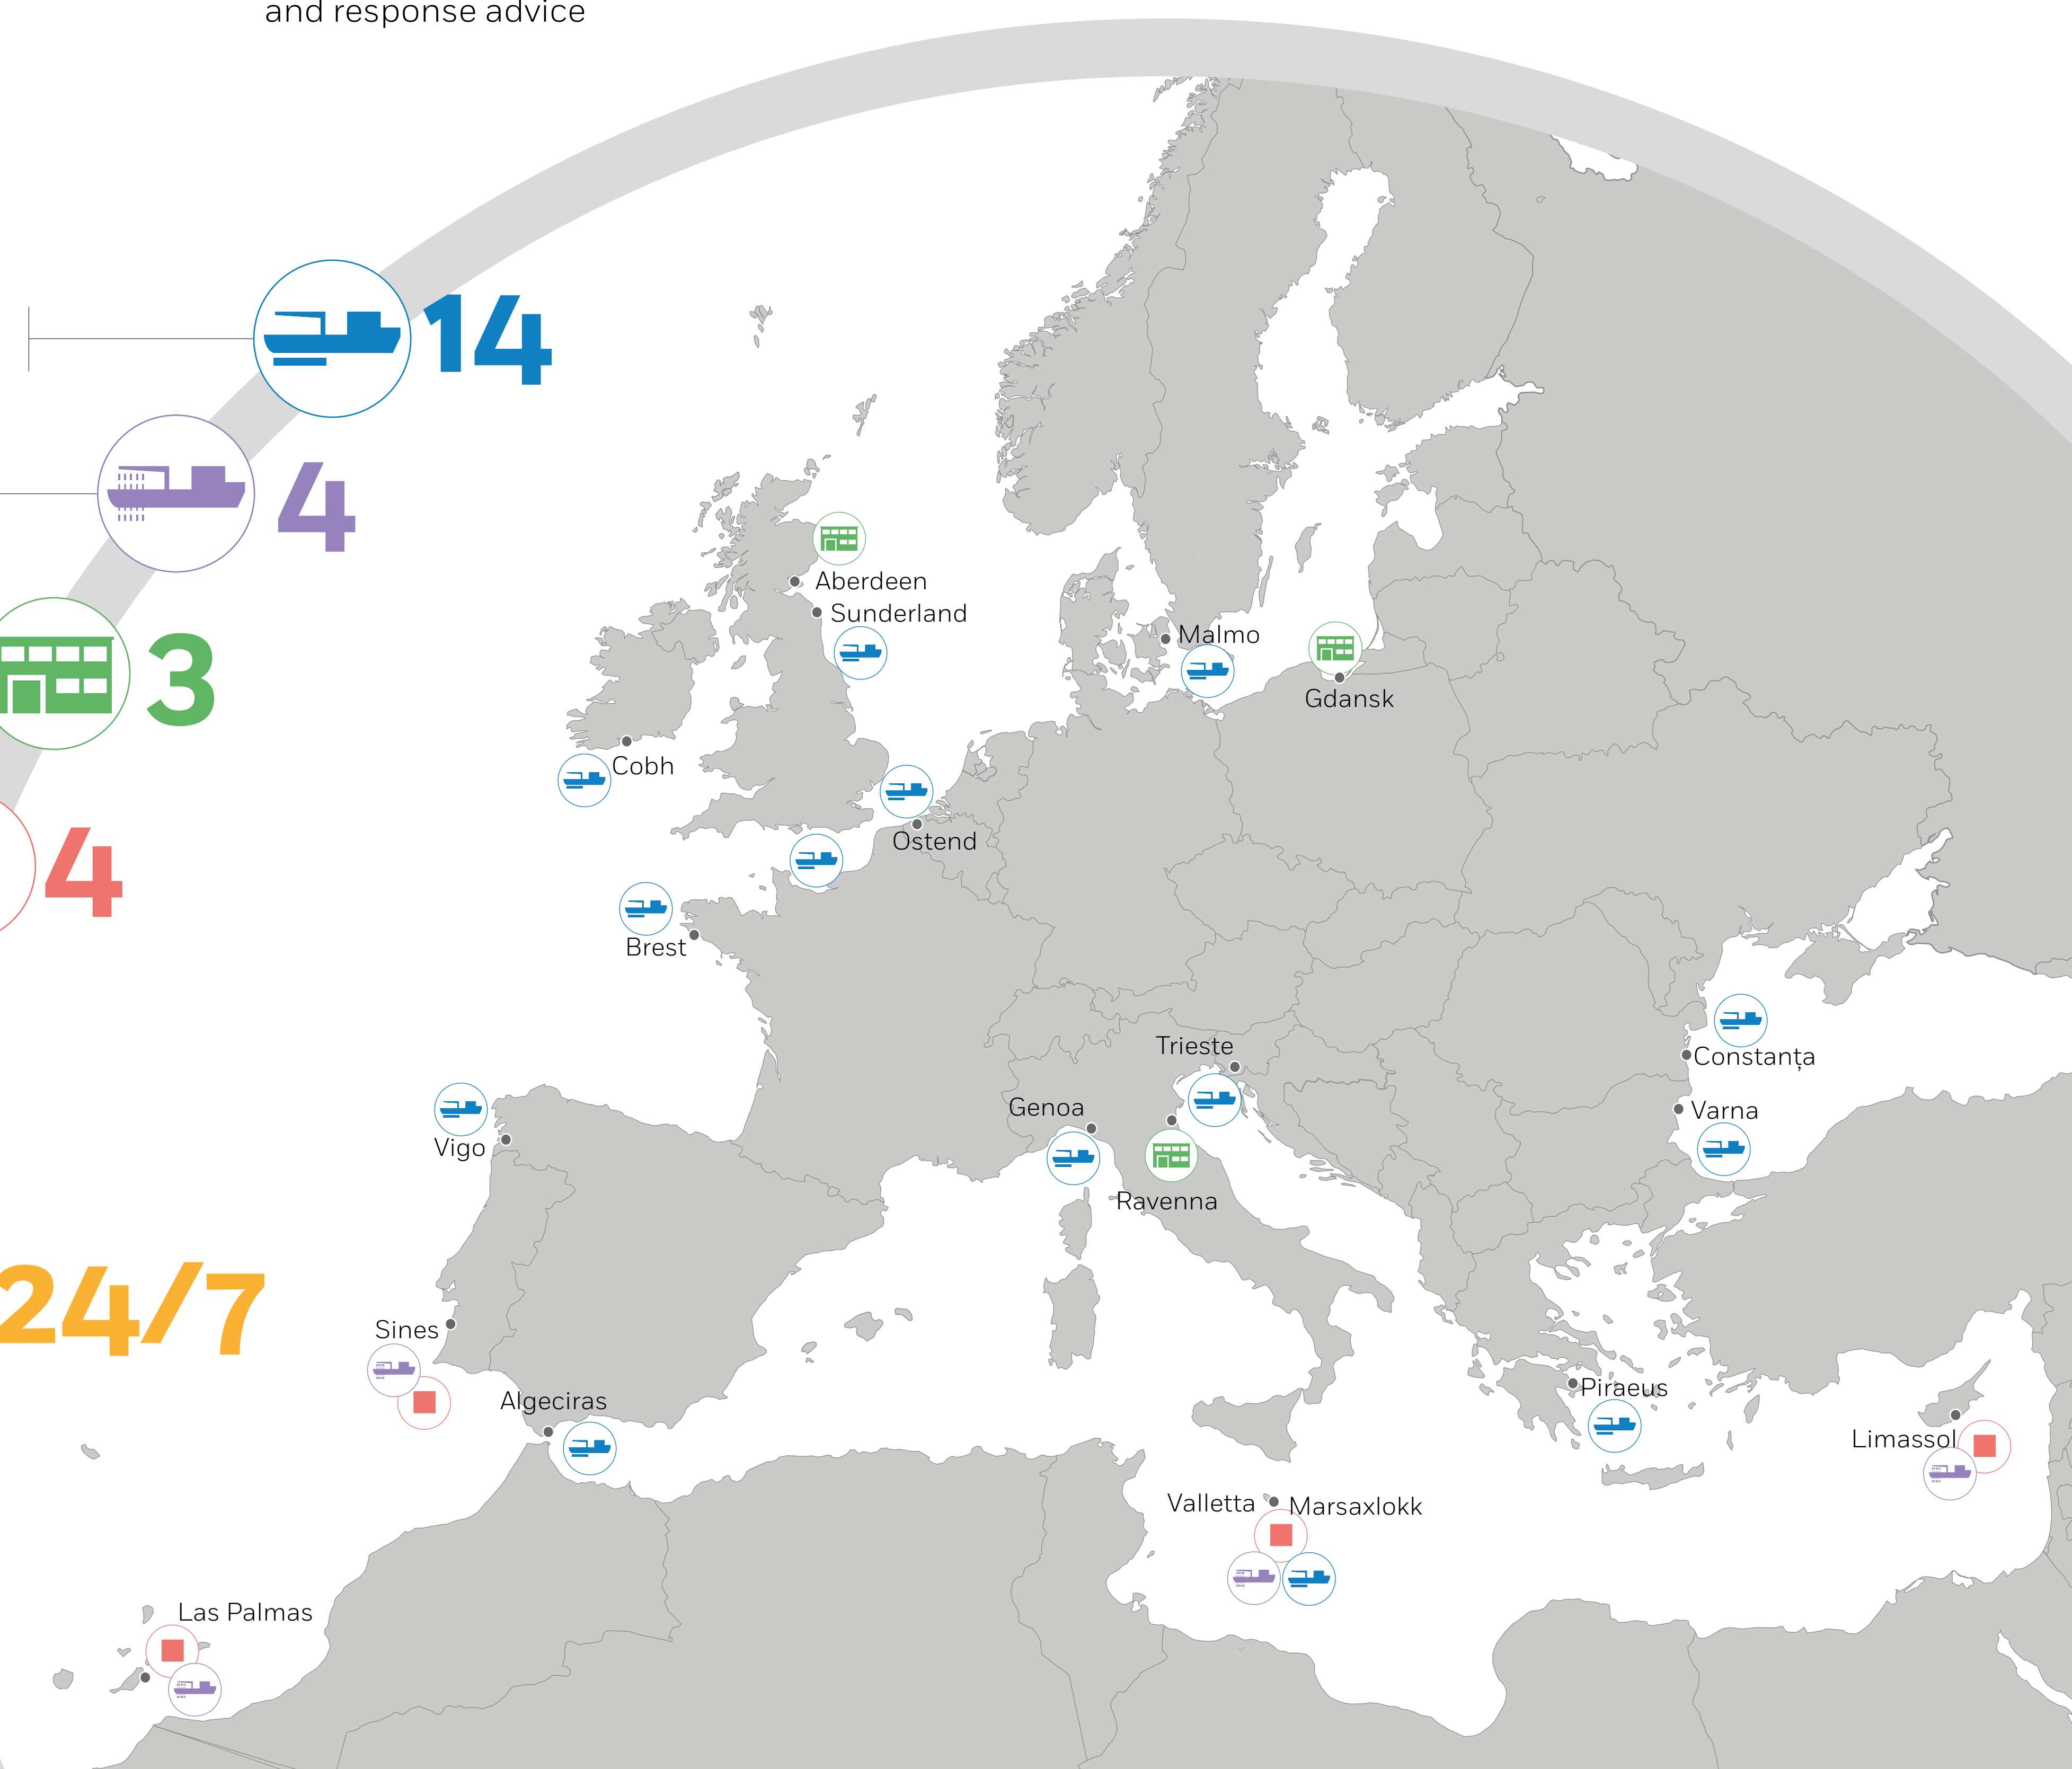 and response advice
14
4
3
4
24/7
Aberdeen
Sunderland
Malmo
Gdansk
Cobh
Ostend
Brest
Constanța
Trieste
Genoa
Varna
Vigo
Ravenna
Sines
Piraeus
Algeciras
Limassol
Valletta
Marsaxlokk
Las Palmas